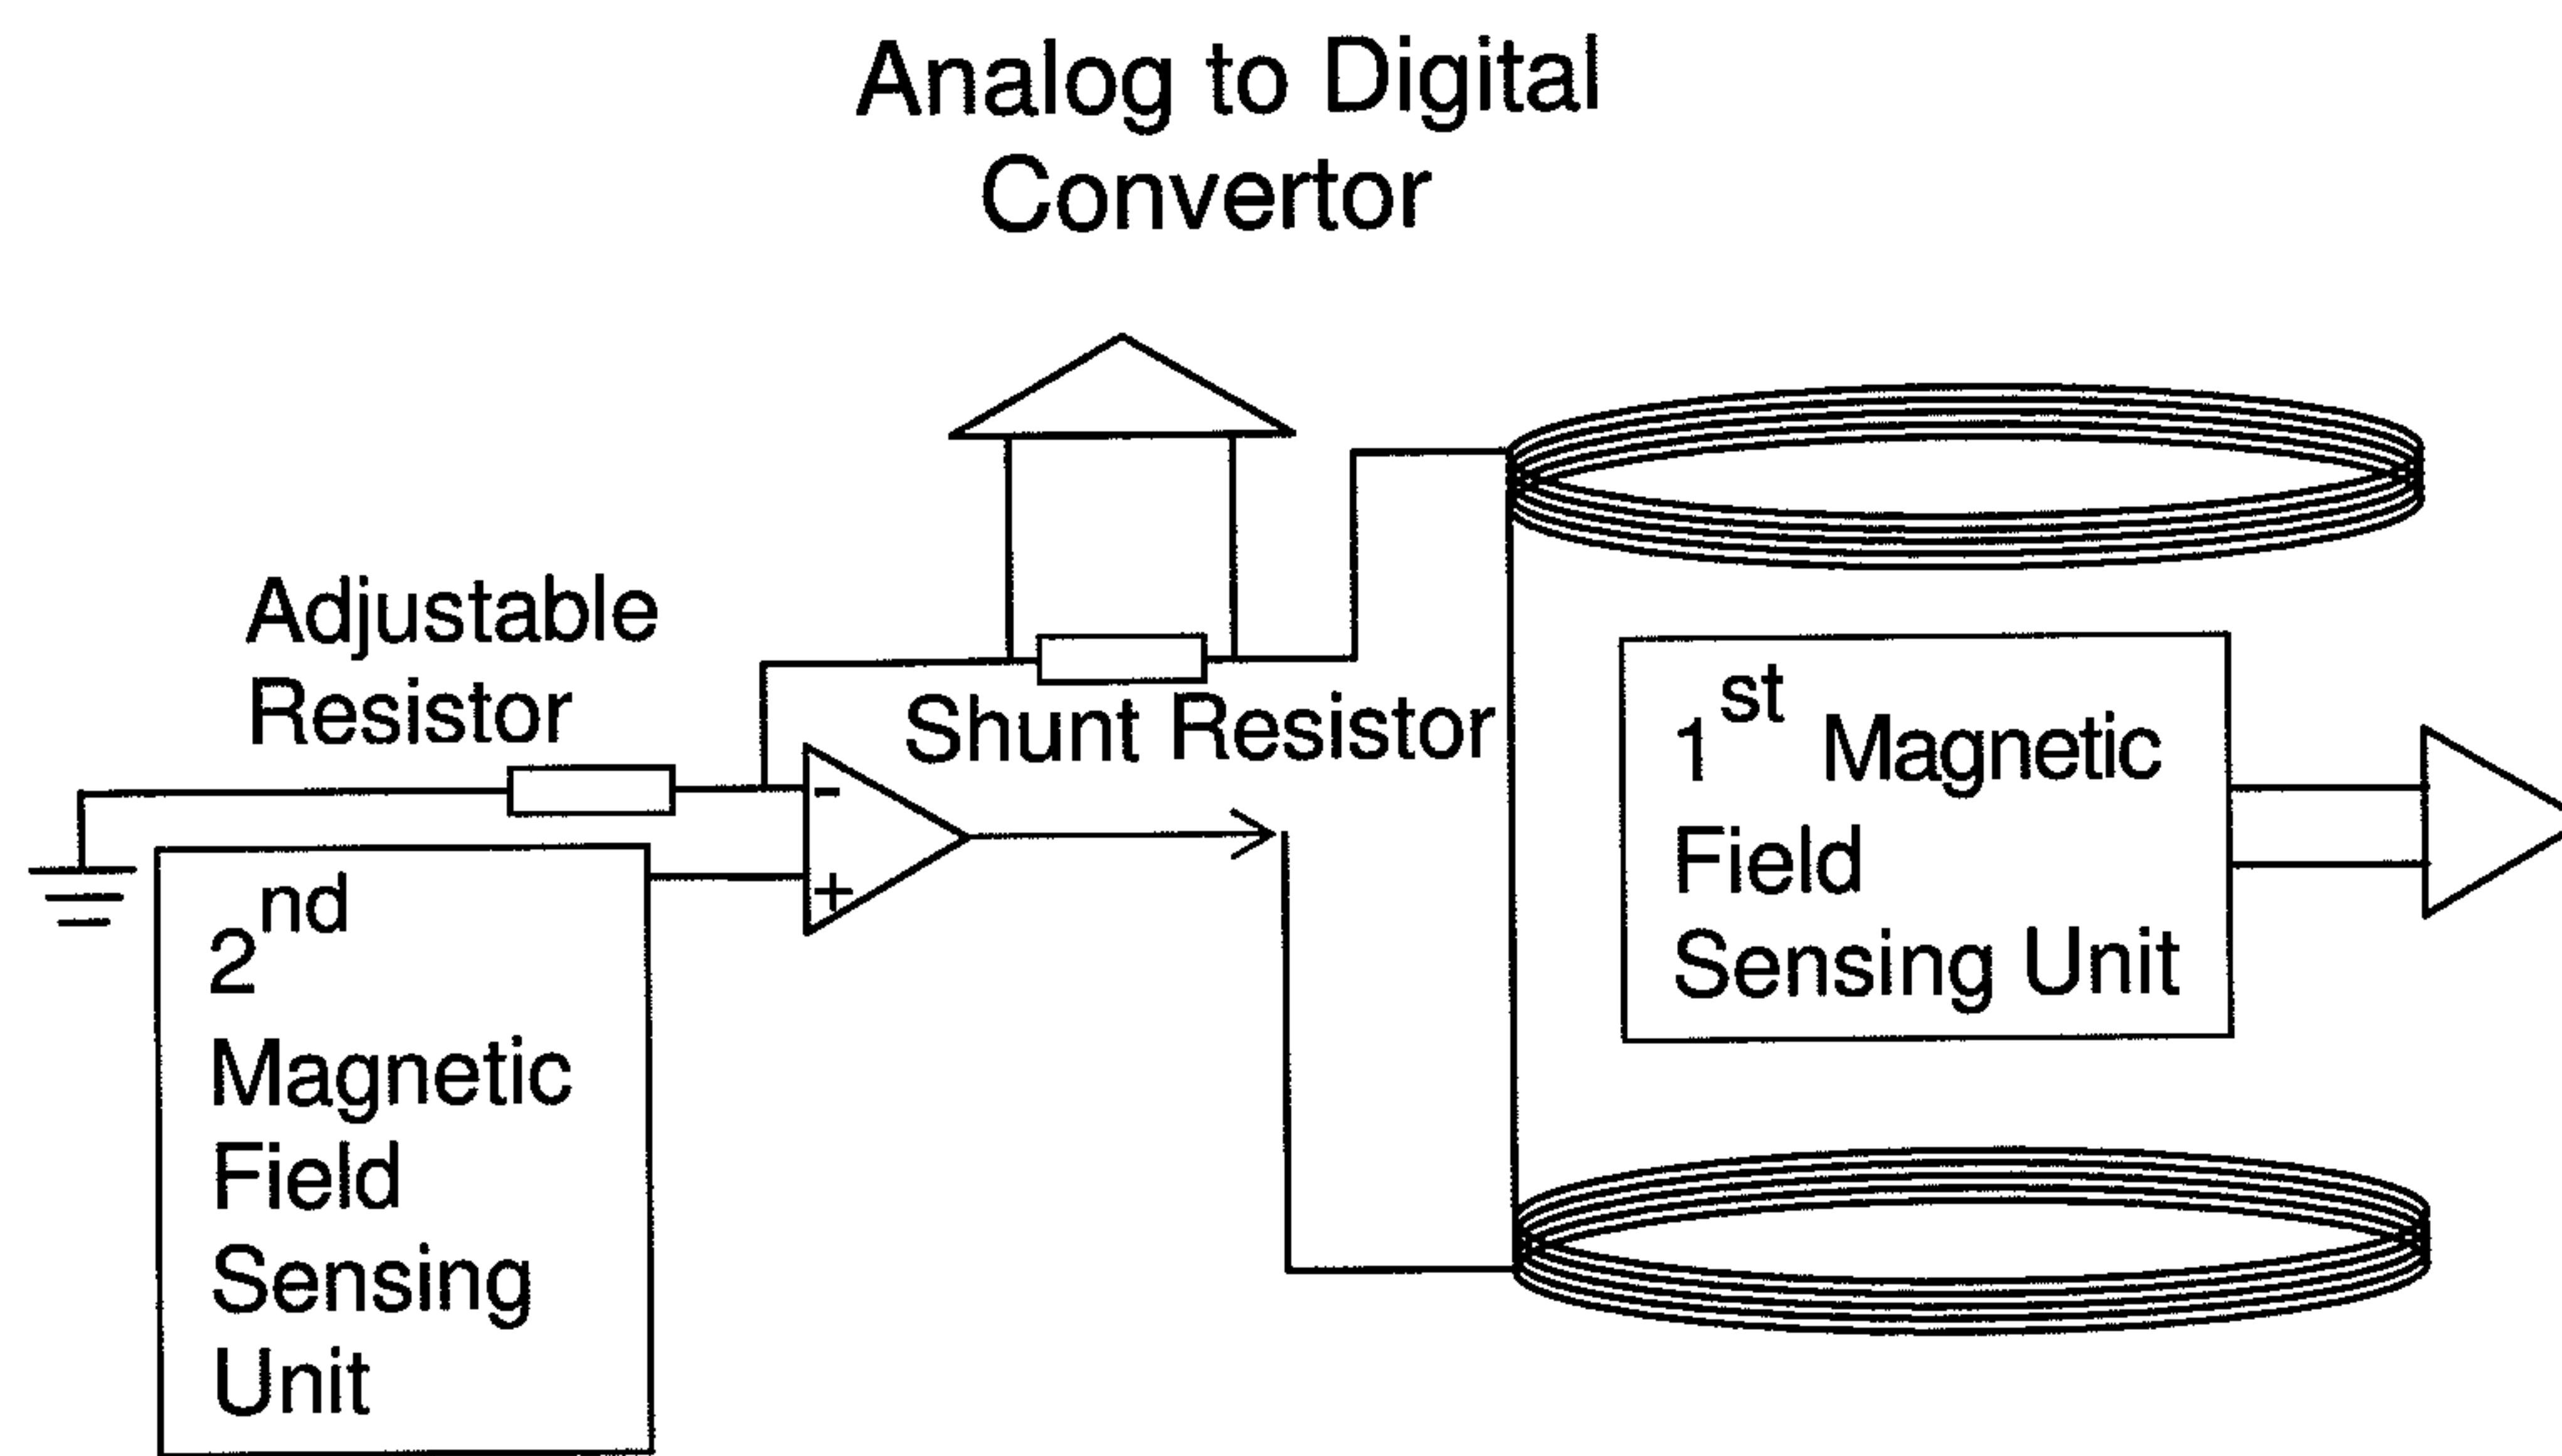 Analog to Digital
Convertor
Adjustable
Resistor
Shunt Resistor
-
+
1st Magnetic
Field
Sensing Unit
2nd
Magnetic
Field
Sensing
Unit